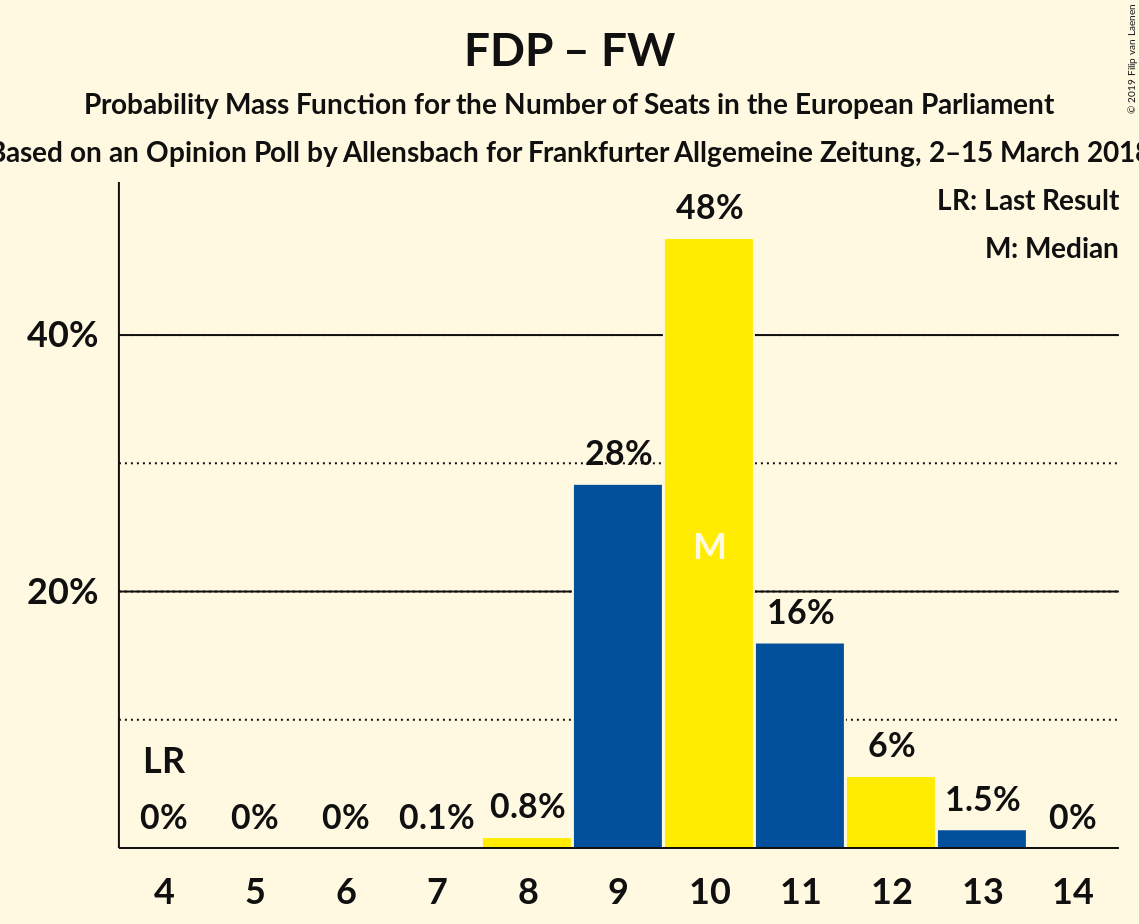 FDP – FW
Probability Mass Function for the Number of Seats in the European Parliament
Based on an Opinion Poll by Allensbach for Frankfurter Allgemeine Zeitung, 2–15 March 2018
© 2019 Filip van Laenen
LR: Last Result
M: Median
40%
20%
LR
0%
0%
0%
0.1%
0.8%
28%
48%
M
16%
6%
1.5%
0%
4 5 6 7 8 9 10 11 12 13 14